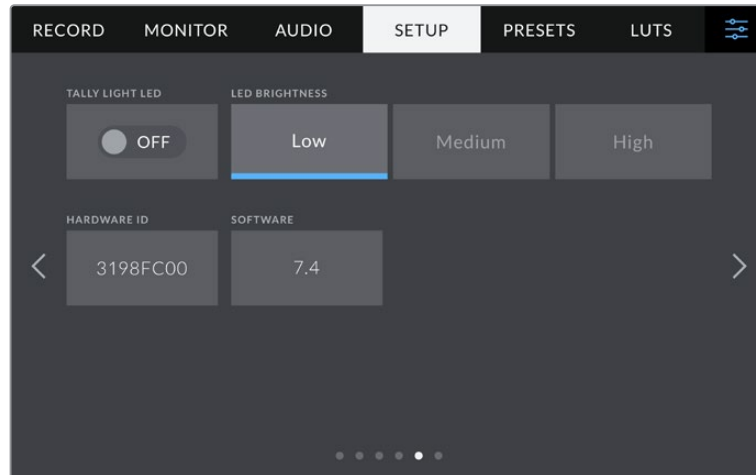 RECORD MONITOR AUDIO SETUP PRESETS LUTS
TALLY LIGHT LED LED BRIGHTNESS
OFF Low Medium High
HARDWARE ID SOFTWARE
3198FC00 7.4